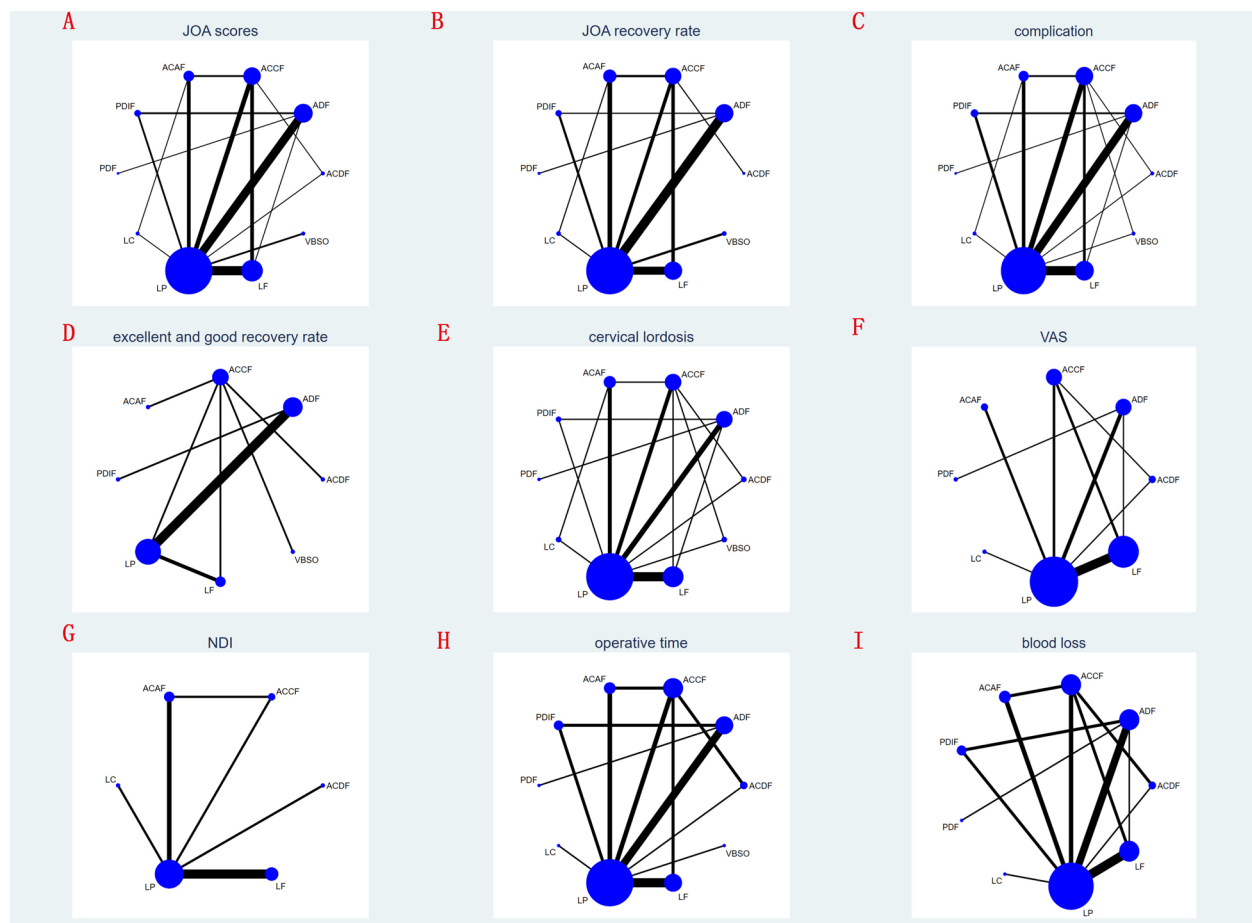 A
JOA scores
ACAF
ACCF
PDIF
ADF
PDF
ACDF
LC
VBSO
LP
LF
B
JOA recovery rate
ACAF
ACCF
PDIF
ADF
PDF
ACDF
LC
VBSO
LP
LF
C
complication
ACAF
ACCF
PDIF
ADF
PDF
ACDF
LC
VBSO
LP
LF
D
excellent and good recovery rate
ACCF
ACAF
ADF
PDIF
ACDF
LP
VBSO
LF
E
cervical lordosis
ACAF
ACCF
PDIF
ADF
PDF
ACDF
LC
VBSO
LP
LF
F
VAS
ACCF
ACAF
ADF
PDF
ACDF
LC
LF
LP
G
NDI
ACAF
ACCF
LC
ACDF
LP
LF
H
operative time
ACAF
ACCF
PDIF
ADF
PDF
ACDF
LC
VBSO
LP
LF
I
blood loss
ACCF
ACAF
ADF
PDIF
ACDF
PDF
LF
LC
LP